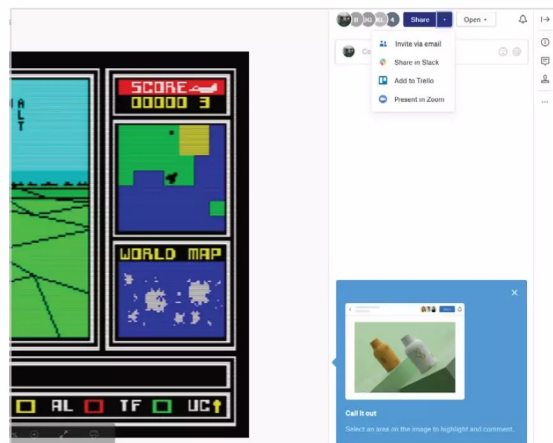 Share
Open
Invite via email
Share in Slack
Add to Trello
Present in Zoom
A
L
T
SCORE
00000 3
WORLD MAP
AL
TF
UC
Call it out
Select an area on the image to highlight and comment.